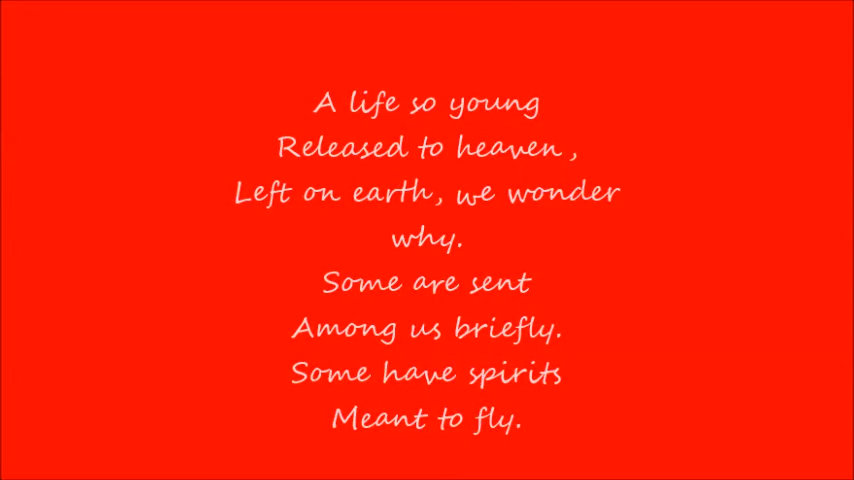 A life so young
Released to heaven ,
Left on earth, we wonder
why.
Some are sent
Among us briefly.
Some have spirits
Meant to fly.